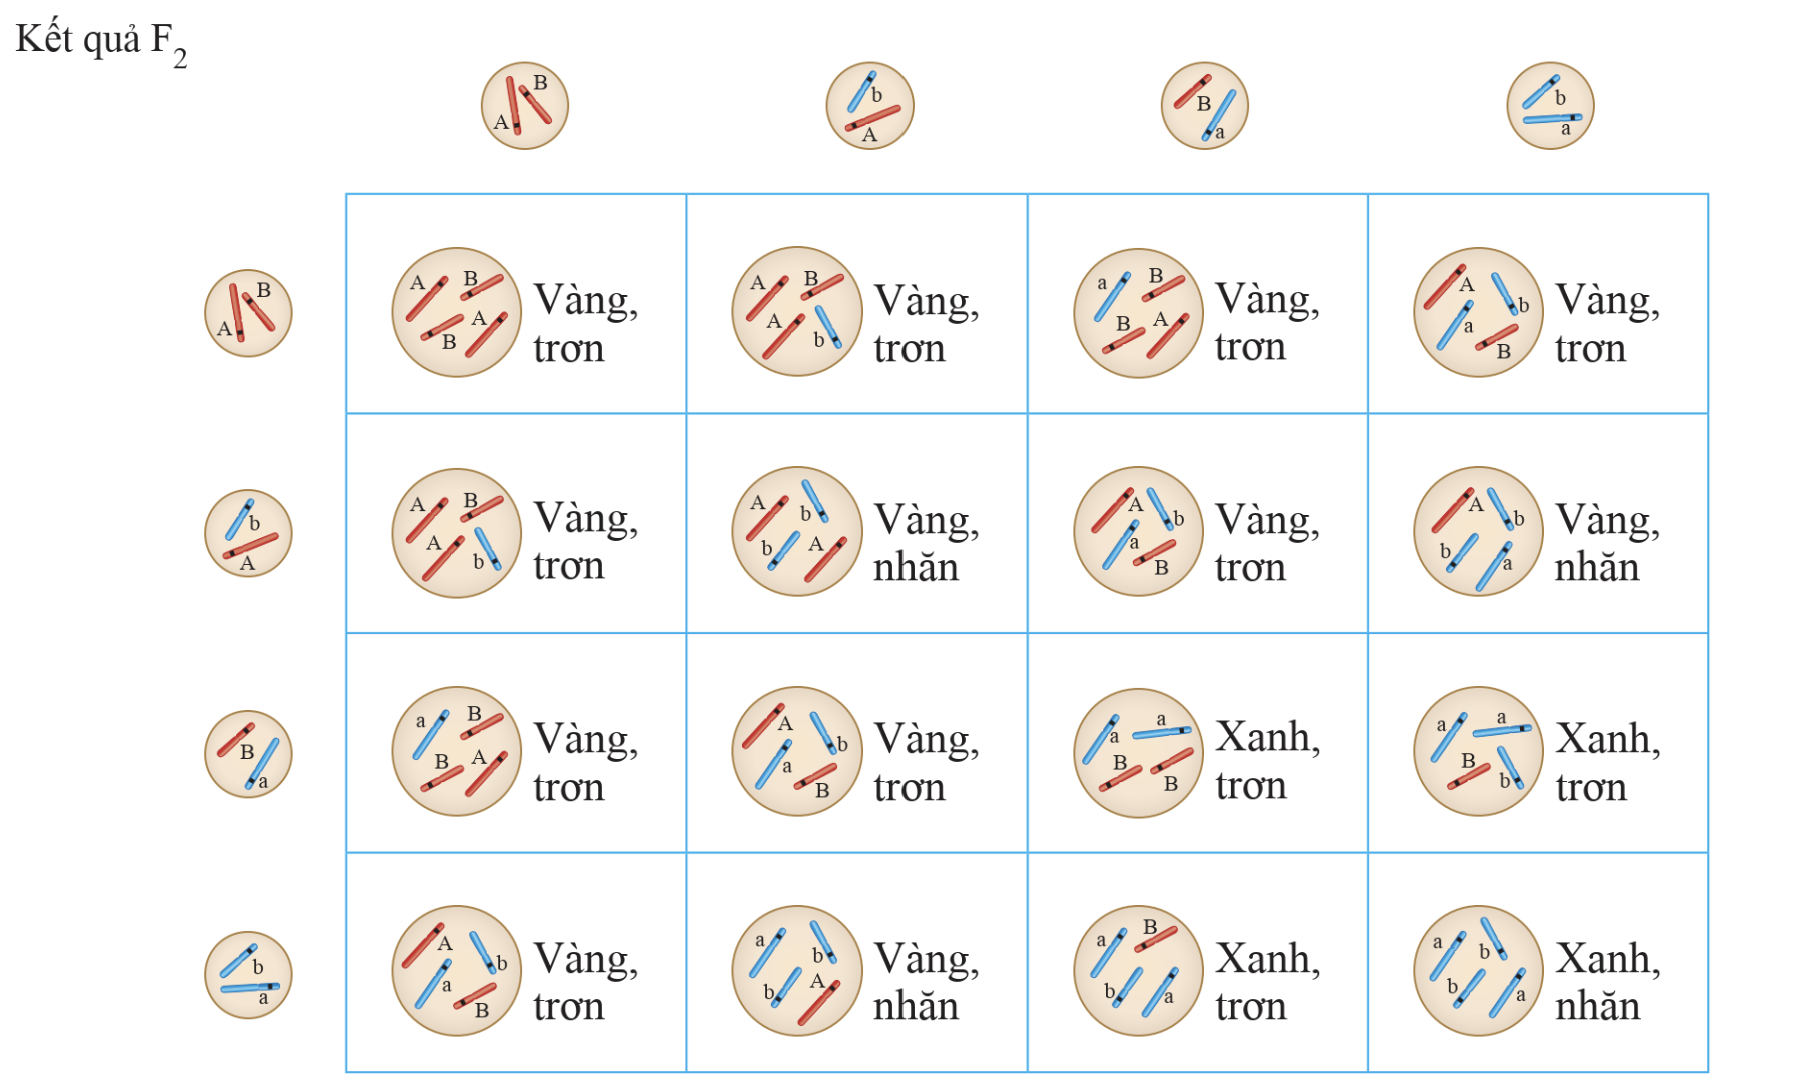 Kết quả F2
A B
b A
B a
b a
A B
A B B A
Vàng,
trơn
A B A b
Vàng,
trơn
a B B A
Vàng,
trơn
A b a B
Vàng,
trơn
b A
A B A b
Vàng,
trơn
A b b A
Vàng,
nhăn
A b a B
Vàng,
trơn
A b b a
Vàng,
nhăn
B a
a B B A
Vàng,
trơn
A b a B
Vàng,
trơn
a a B B
Xanh,
trơn
a a B b
Xanh,
trơn
b a
A b a B
Vàng,
trơn
a b b A
Vàng,
nhăn
a B b a
Xanh,
trơn
a b b a
Xanh,
nhăn